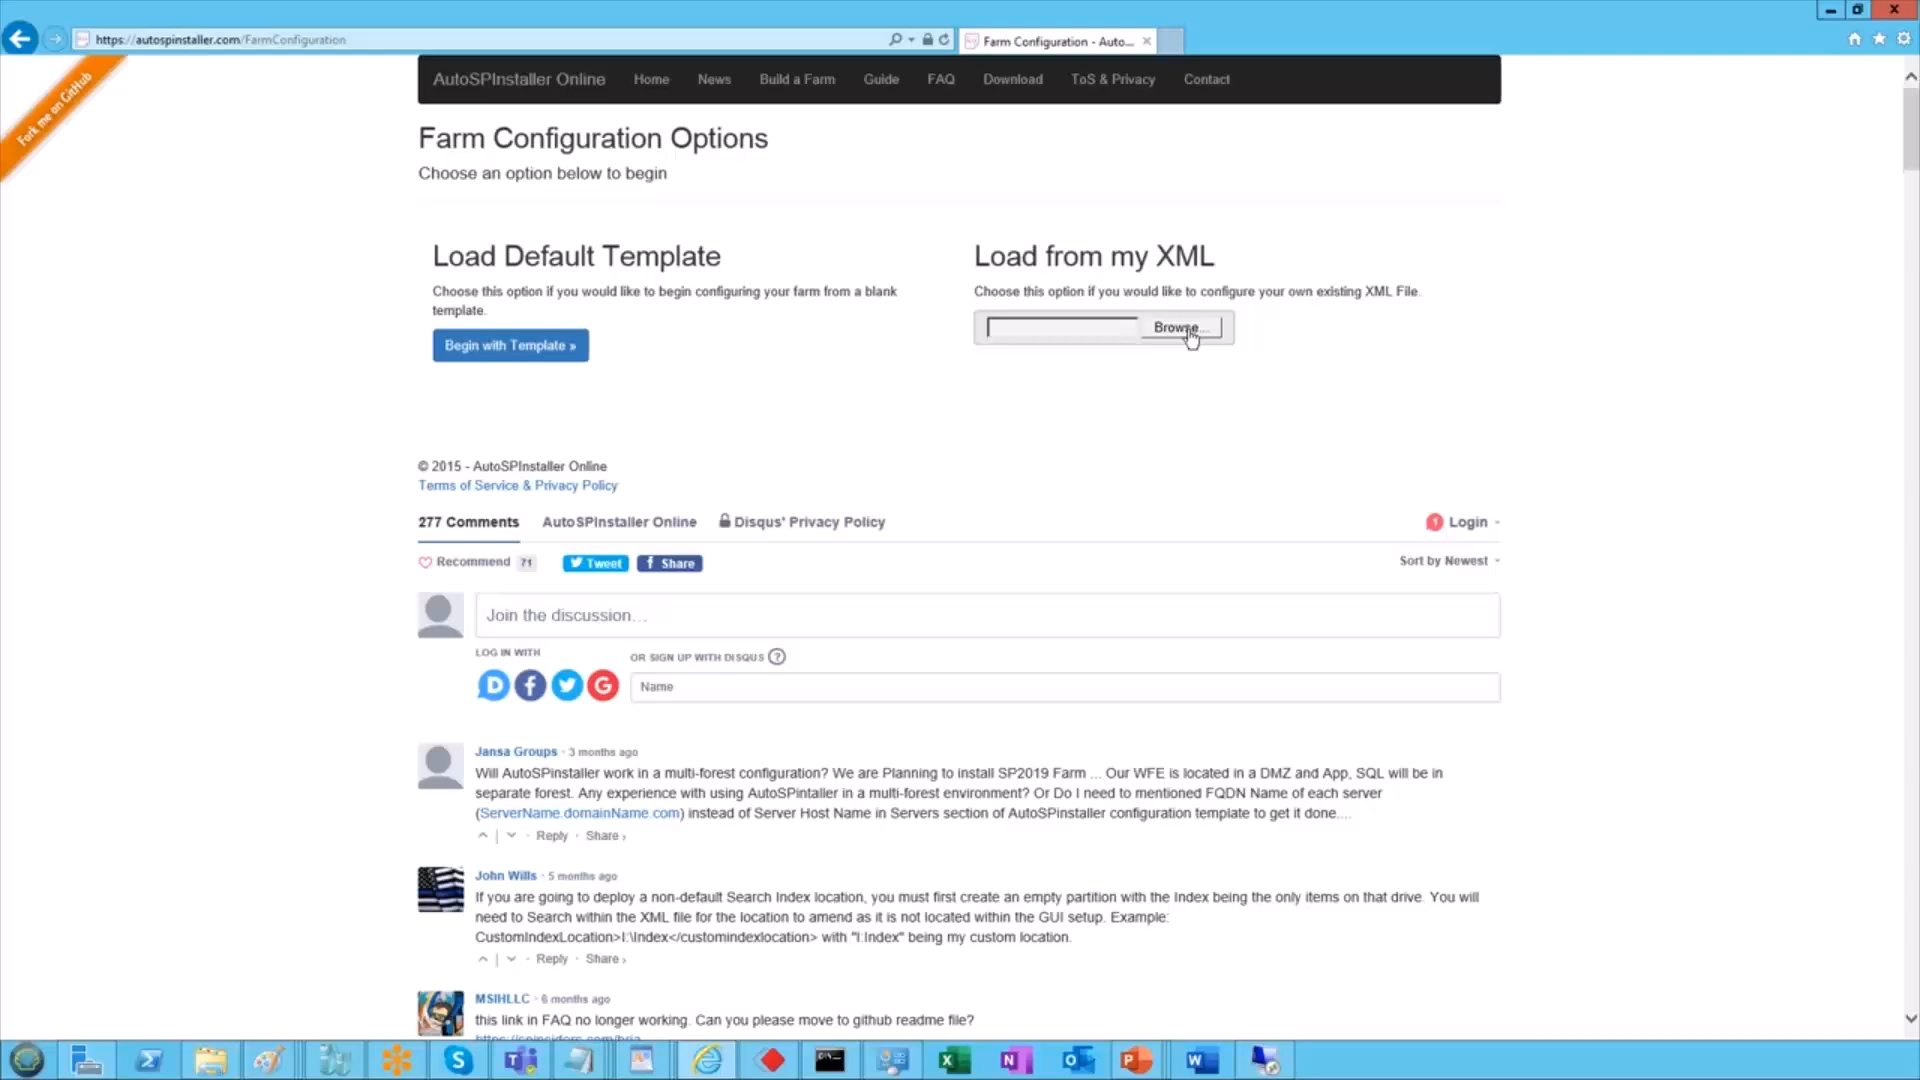 https://autospinstaller.com/FarmConfiguration
Farm Configuration - Auto...
Fork me on GitHub
AutoSPInstaller Online Home News Build a Farm Guide FAQ Download ToS & Privacy Contact
Farm Configuration Options
Choose an option below to begin
Load Default Template
Choose this option if you would like to begin configuring your farm from a blank
template.
Begin with Template »
Load from my XML
Choose this option if you would like to configure your own existing XML File.
Browse...
© 2015 - AutoSPInstaller Online
Terms of Service & Privacy Policy
277 Comments AutoSPInstaller Online Disqus' Privacy Policy 1 Login
Recommend 71 Tweet f Share Sort by Newest
Join the discussion...
LOG IN WITH
OR SIGN UP WITH DISQUS ?
D f G
Name
Jansa Groups · 3 months ago
Will AutoSPinstaller work in a multi-forest configuration? We are Planning to install SP2019 Farm ... Our WFE is located in a DMZ and App, SQL will be
in separate forest. Any experience with using AutoSPintaller in a multi-forest environment? Or Do I need to mentioned FQDN Name of each server
(ServerName.domainName.com) instead of Server Host Name in Servers section of AutoSPinstaller configuration template to get it done....
Reply · Share ›
John Wills · 5 months ago
If you are going to deploy a non-default Search Index location, you must first create an empty partition with the Index being the only items on that drive. You will
need to Search within the XML file for the location to amend as it is not located within the GUI setup. Example:
CustomIndexLocation>I:\Index</customindexlocation> with "I:Index" being my custom location.
Reply · Share ›
MSIHLLC · 6 months ago
this link in FAQ no longer working. Can you please move to github readme file?